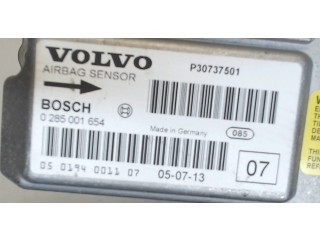 VOLVO
AIRBAG SENSOR
P30737501
BOSCH
0 285 001 654
Made in Germany
085
05 0194 0011 07
05-07-13
07